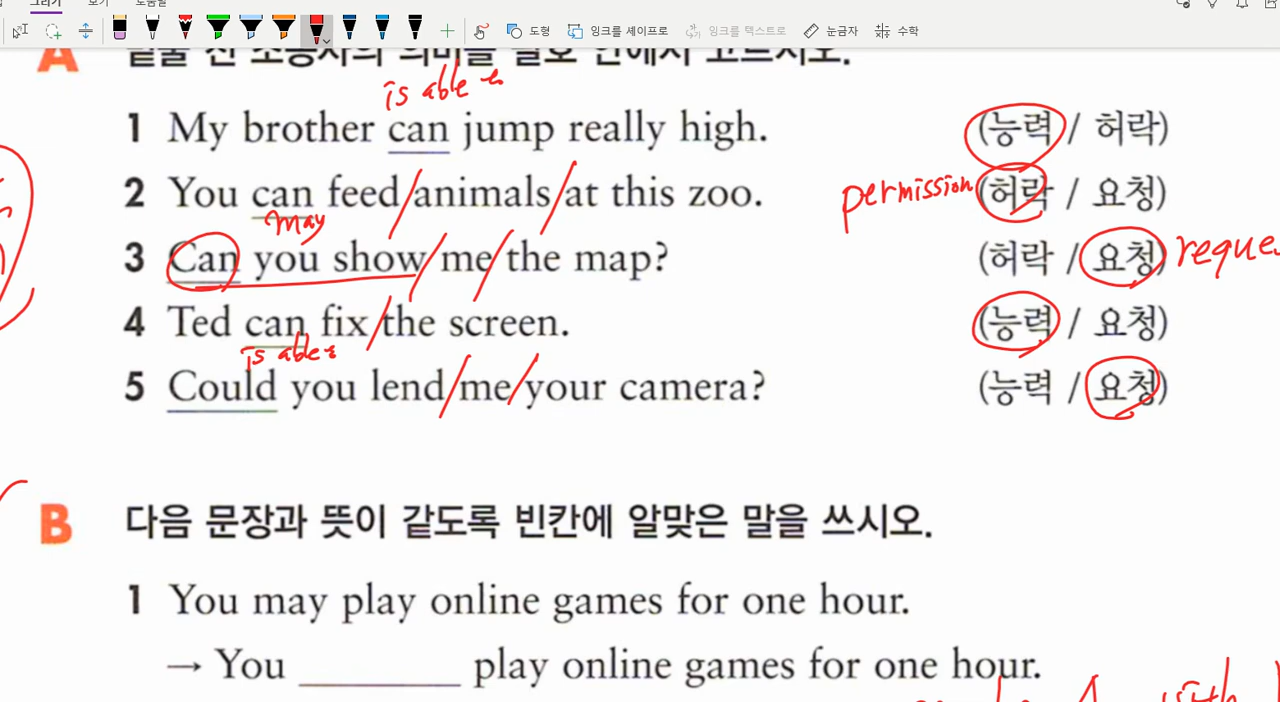 그리기 보기 도움말
도형 잉크를 셰이프로 잉크를 텍스트로 눈금자 수학
A 밑줄 친 조동사의 의미를 괄호 안에서 고르시오.
is able
1 My brother can jump really high. (능력 / 허락)
2 You can feed/animals/at this zoo. permission (허락 / 요청)
may
3 Can you show/me/the map? (허락 / 요청) reque
4 Ted can fix/the screen. (능력 / 요청)
is able
5 Could you lend/me/your camera? (능력 / 요청)
B 다음 문장과 뜻이 같도록 빈칸에 알맞은 말을 쓰시오.
1 You may play online games for one hour.
→ You ________ play online games for one hour.
with